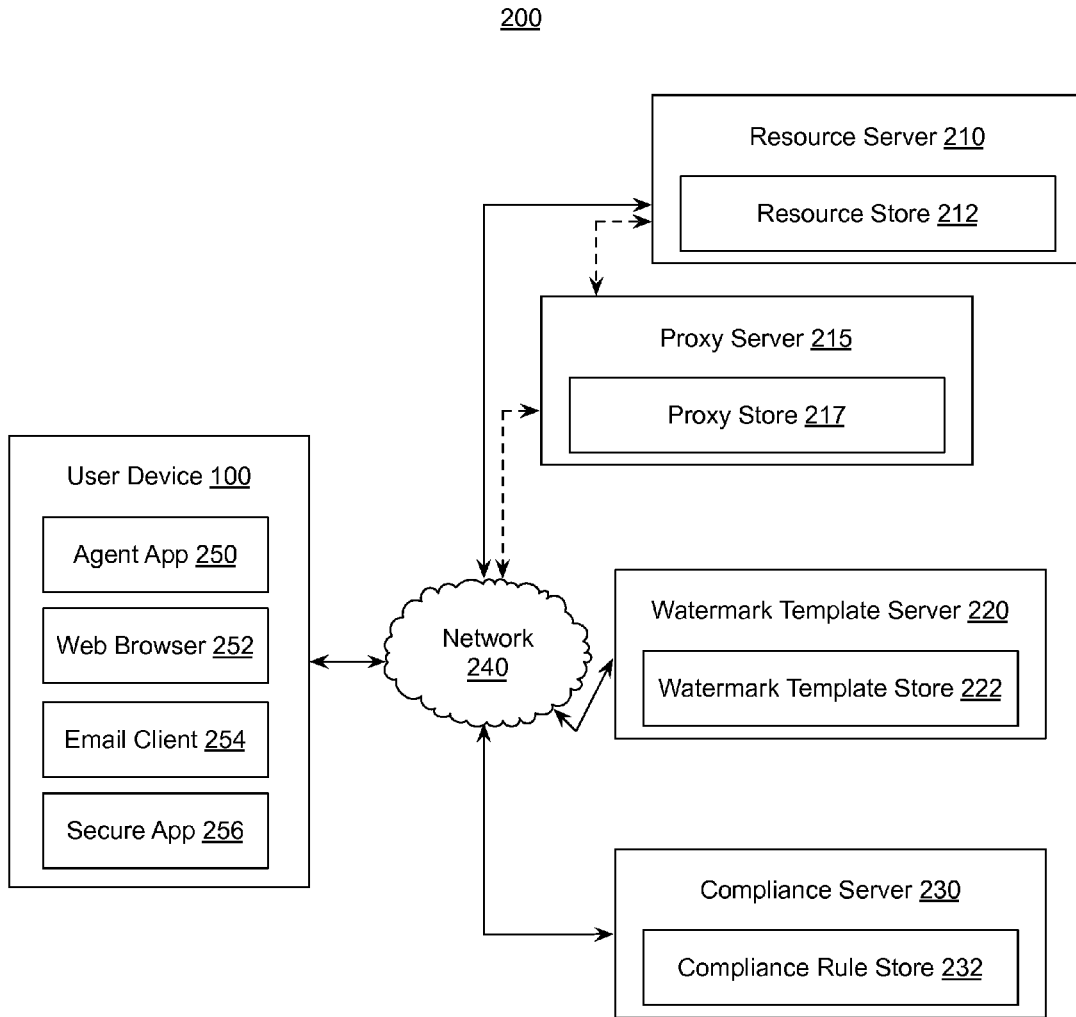 200
Resource Server 210
Resource Store 212
Proxy Server 215
Proxy Store 217
User Device 100
Agent App 250
Web Browser 252
Email Client 254
Secure App 256
Network
240
Watermark Template Server 220
Watermark Template Store 222
Compliance Server 230
Compliance Rule Store 232